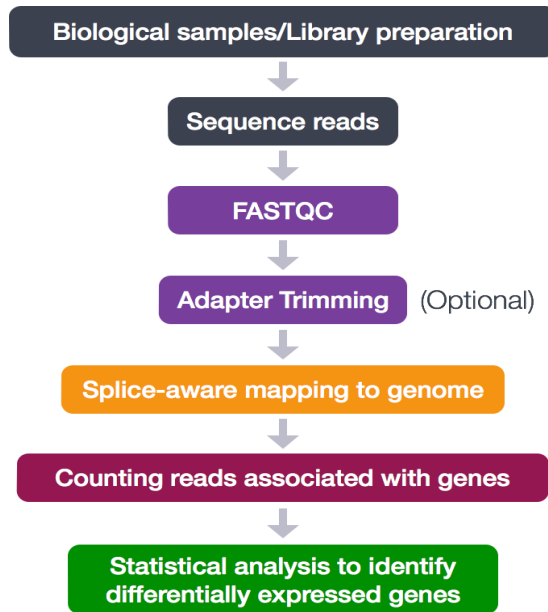 Biological samples/Library preparation
Sequence reads
FASTQC
Adapter Trimming (Optional)
Splice-aware mapping to genome
Counting reads associated with genes
Statistical analysis to identify
differentially expressed genes